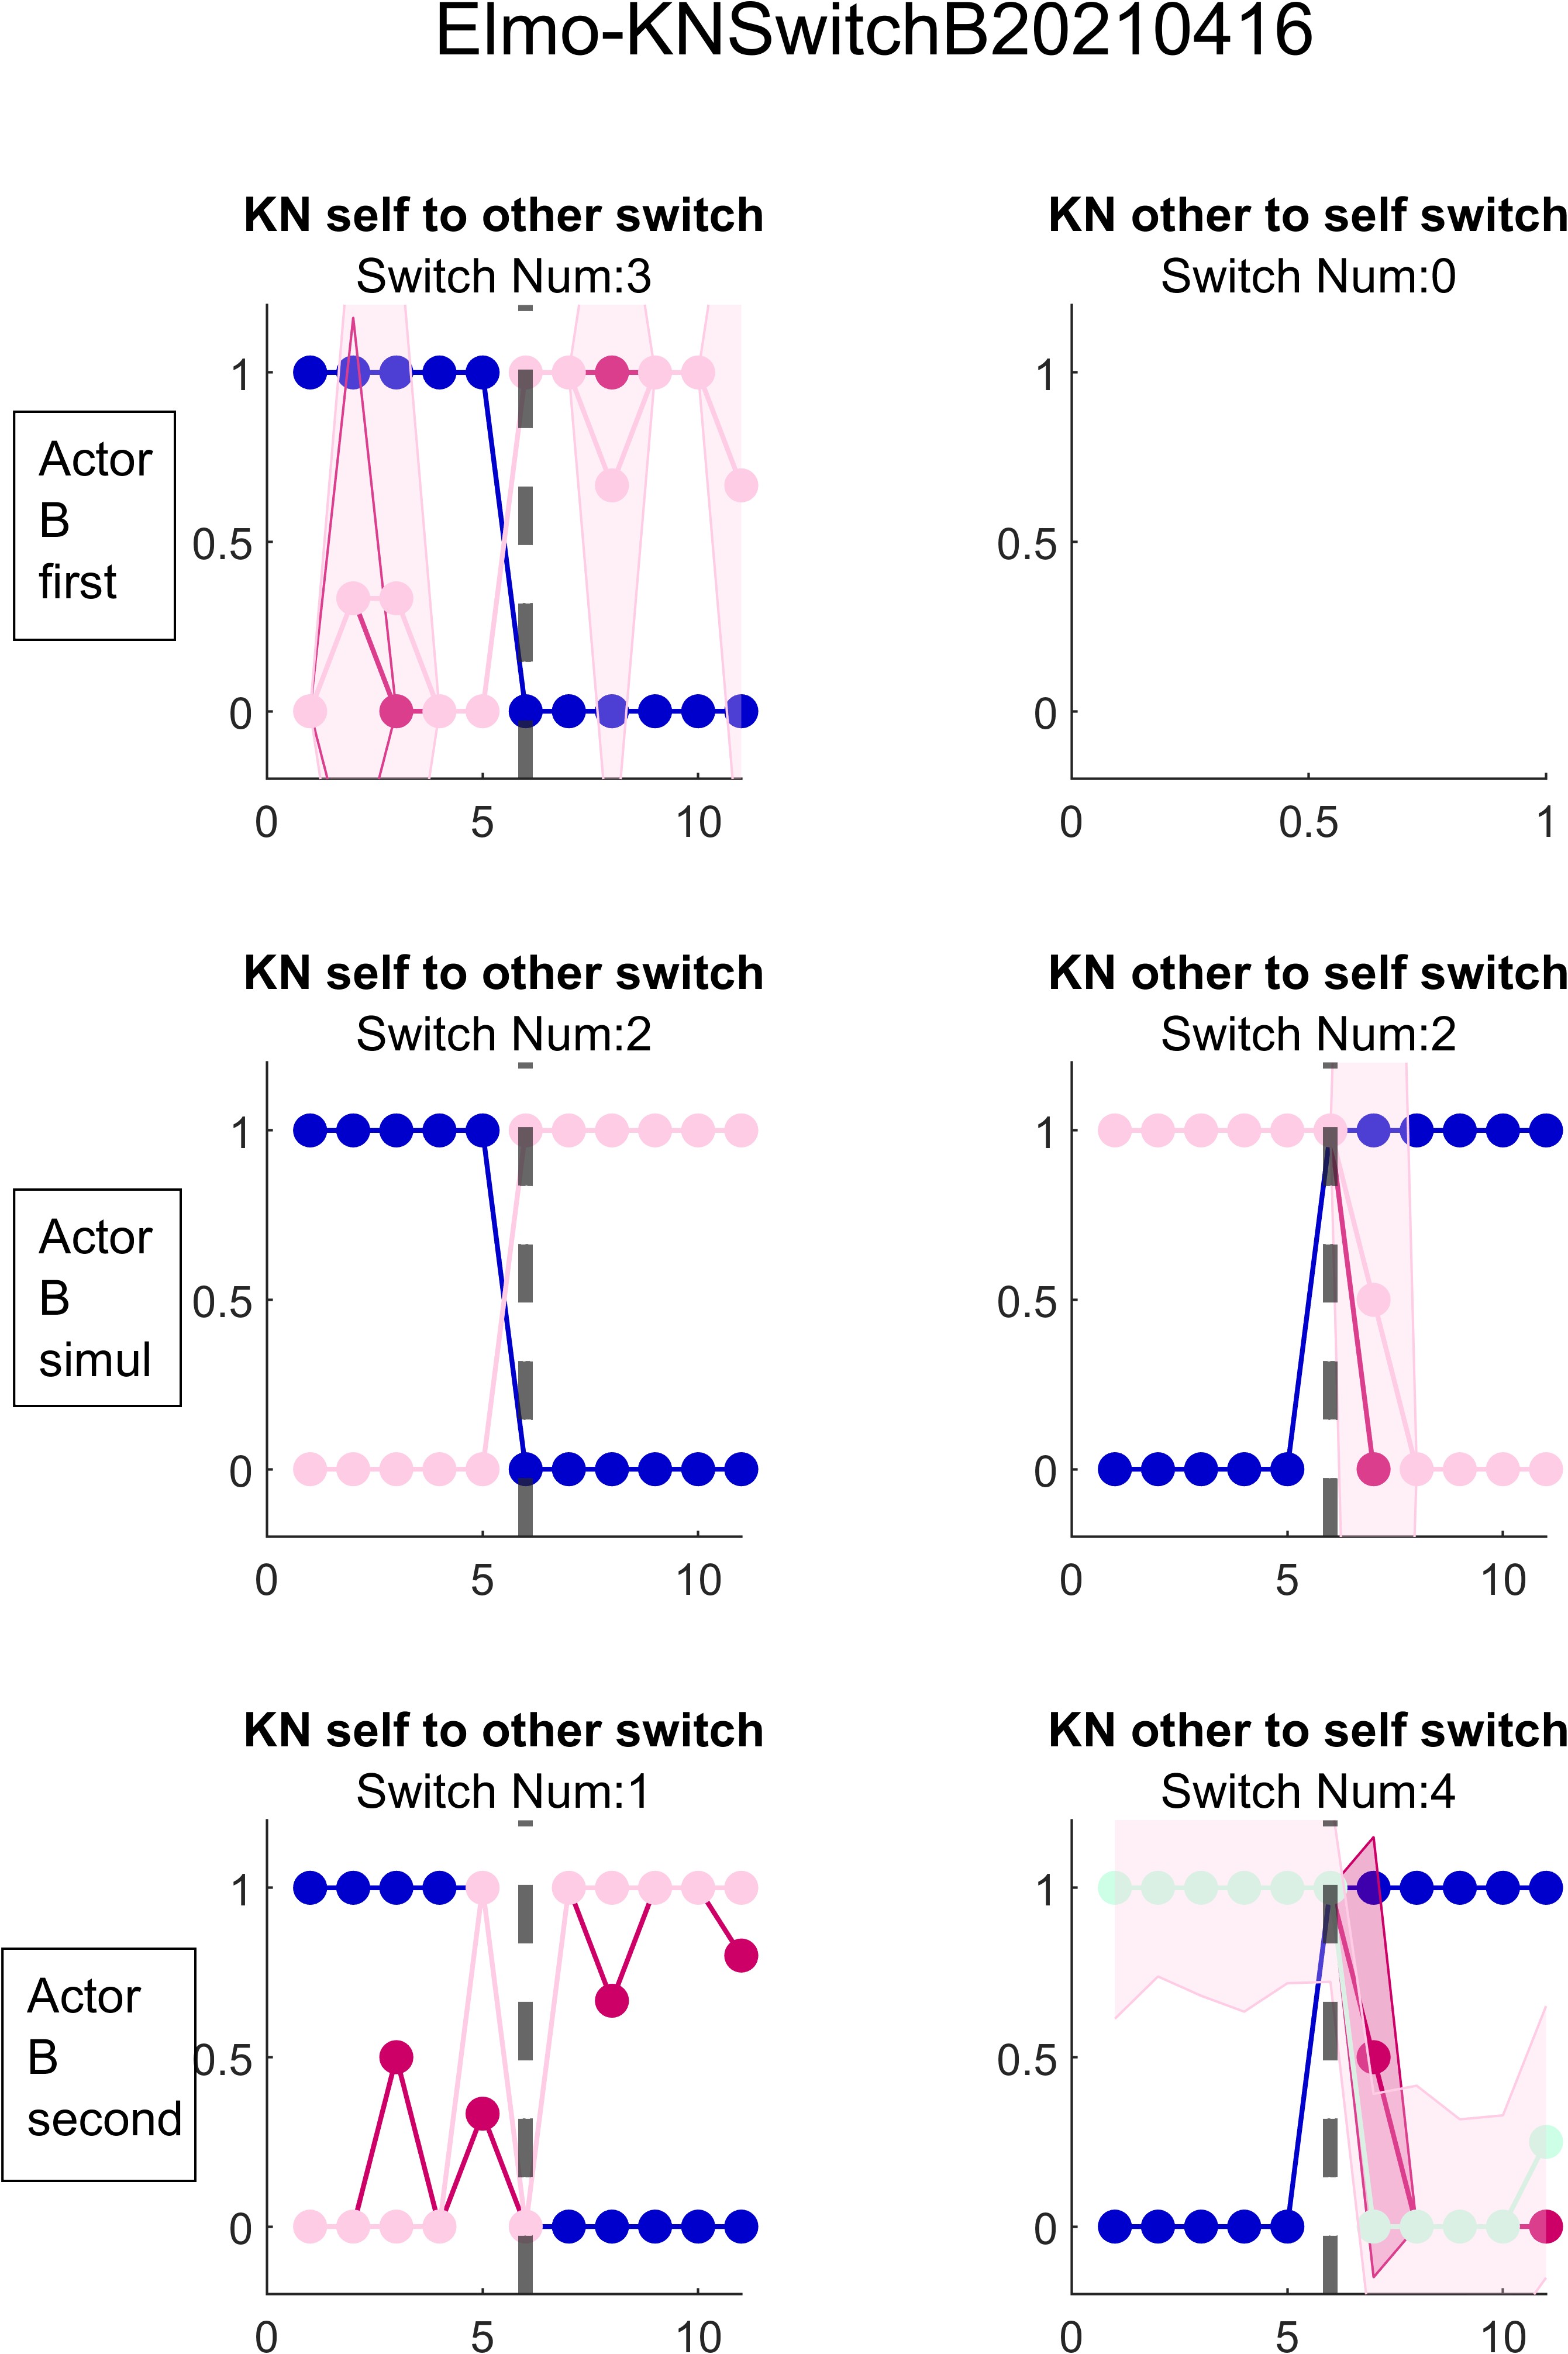 Elmo-KNSwitchB20210416
KN self to other switch
Switch Num:3
KN other to self switch
Switch Num:0
Actor
B
first
1
0.5
0
0
5
10
1
0.5
0
0
0.5
1
KN self to other switch
Switch Num:2
KN other to self switch
Switch Num:2
Actor
B
simul
1
0.5
0
0
5
10
1
0.5
0
0
5
10
KN self to other switch
Switch Num:1
KN other to self switch
Switch Num:4
Actor
B
second
1
0.5
0
0
5
10
1
0.5
0
0
5
10